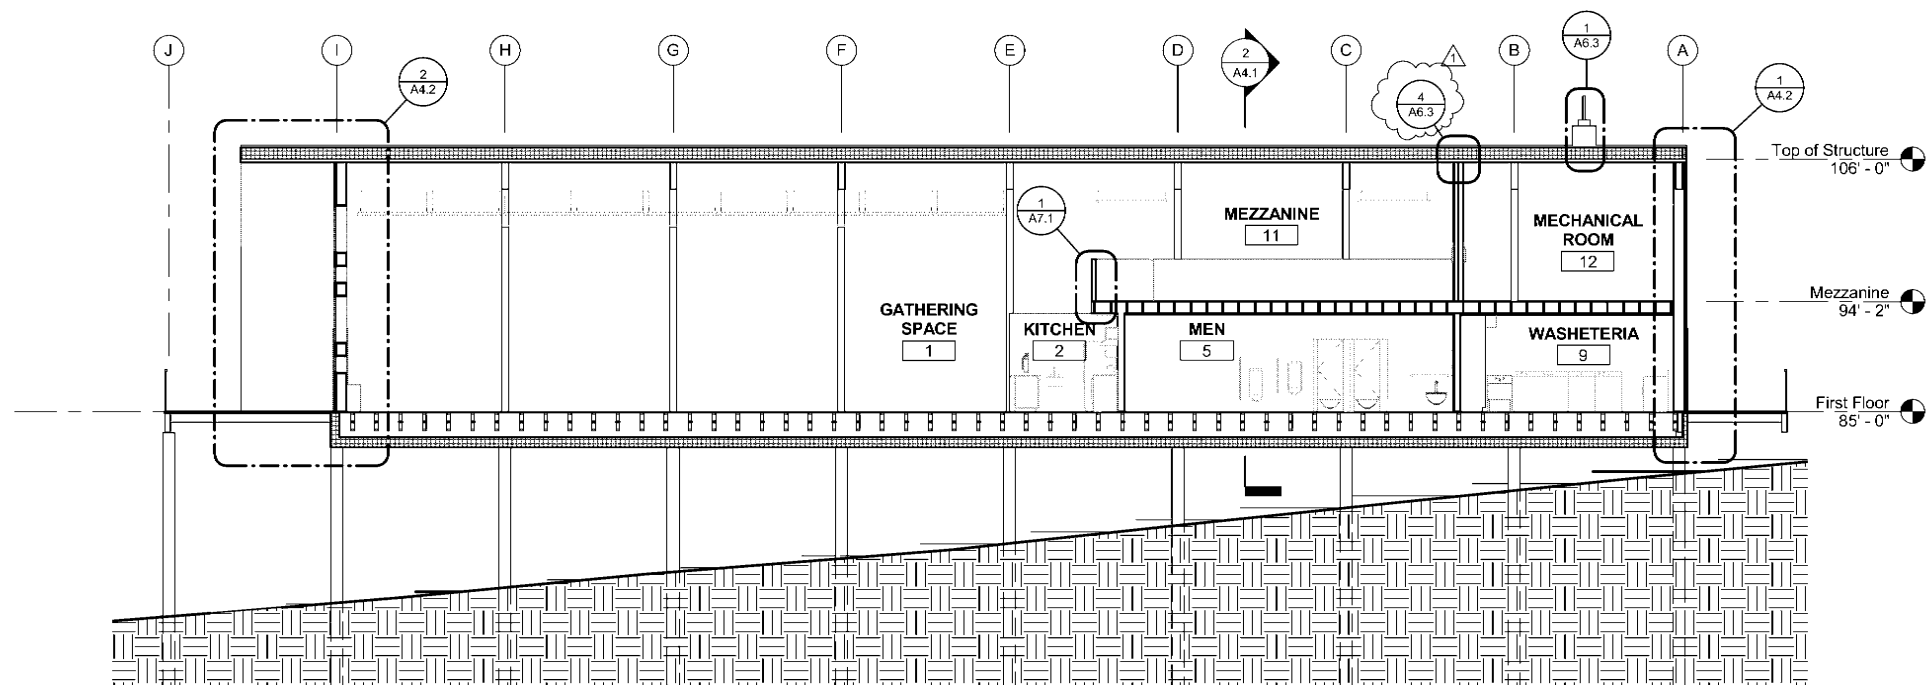 J
I
H
G
F
E
D
2
A4.1
C
B
1
A6.3
A
2
A4.2
1
4
A6.3
1
A4.2
Top of Structure
106' - 0"
1
A7.1
MEZZANINE
11
MECHANICAL
ROOM
12
Mezzanine
94' - 2"
GATHERING
SPACE
1
KITCHEN
2
MEN
5
WASHETERIA
9
First Floor
85' - 0"